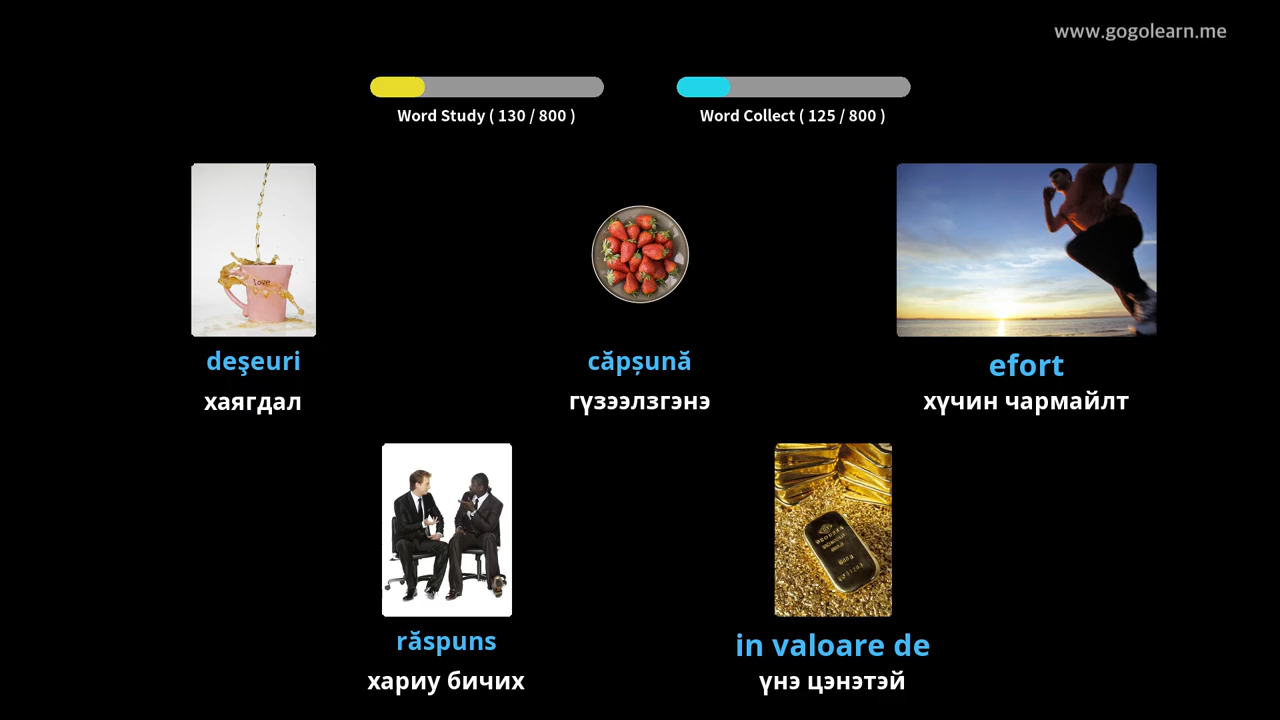 www.gogolearn.me
Word Study ( 130 / 800 )
Word Collect ( 125 / 800 )
love
deşeuri
căpșună
efort
хаягдал
гүзээлзгэнэ
хүчин чармайлт
răspuns
in valoare de
хариу бичих
үнэ цэнэтэй